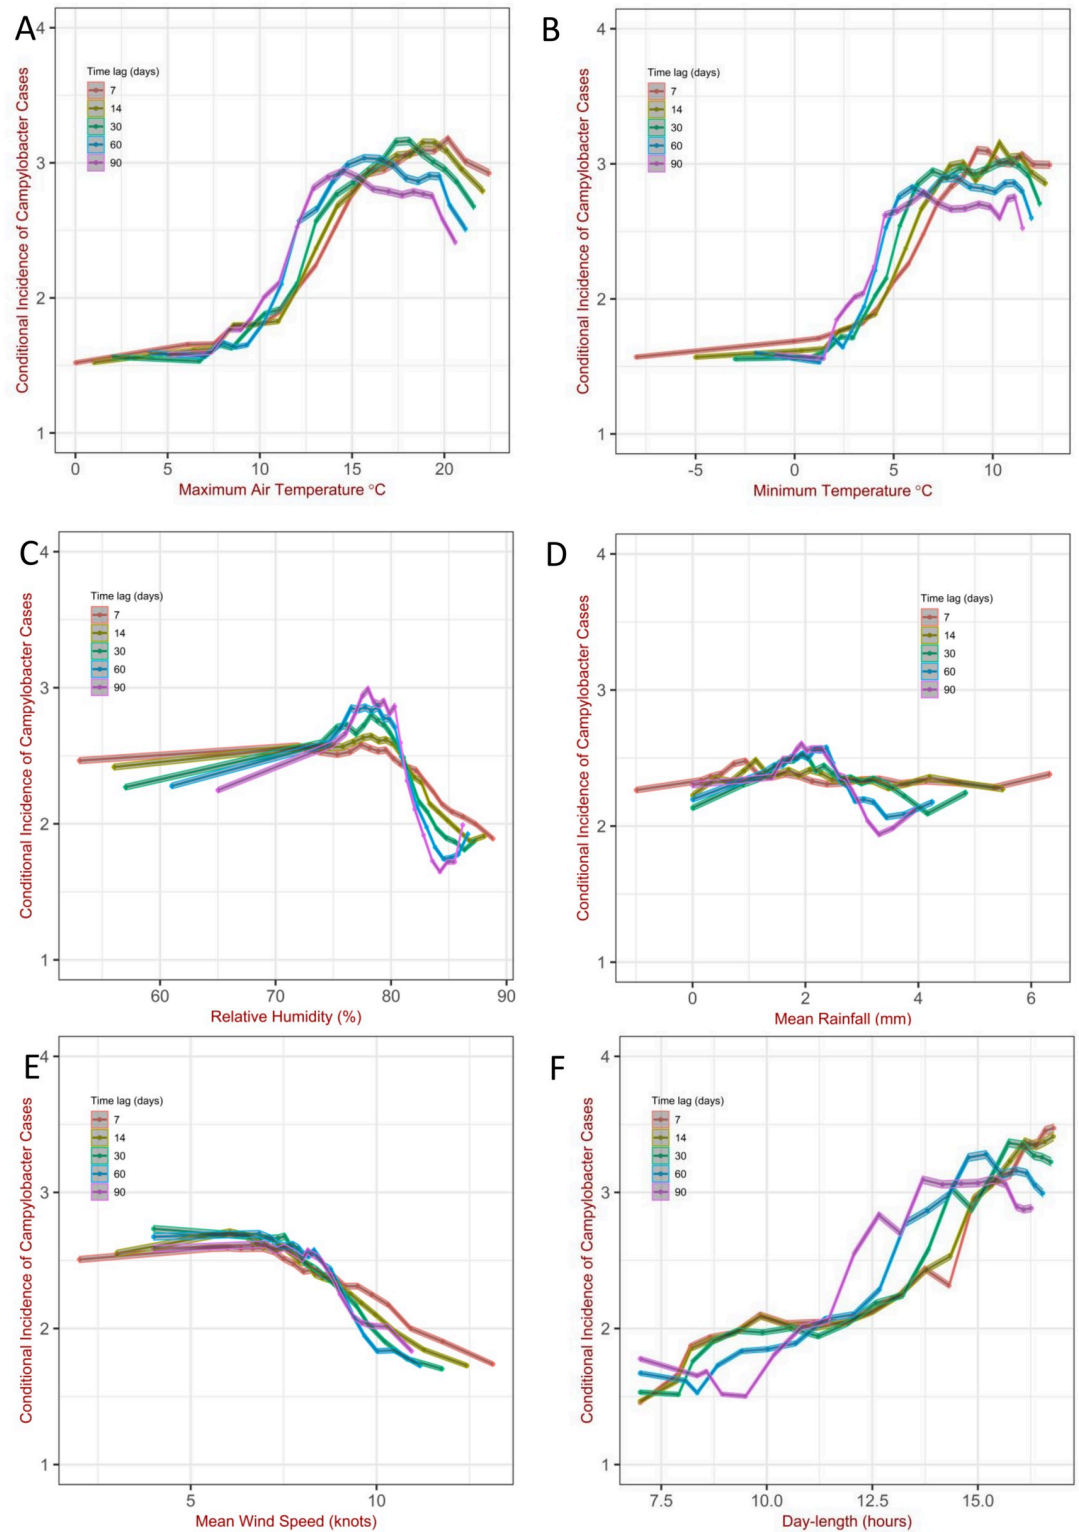 A
Conditional Incidence of Campylobacter Cases
4
3
2
1
Time lag (days)
7
14
30
60
90
0 5 10 15 20
Maximum Air Temperature °C
B
Conditional Incidence of Campylobacter Cases
4
3
2
1
Time lag (days)
7
14
30
60
90
-5 0 5 10
Minimum Temperature °C
C
Conditional Incidence of Campylobacter Cases
4
3
2
1
Time lag (days)
7
14
30
60
90
60 70 80 90
Relative Humidity (%)
D
Conditional Incidence of Campylobacter Cases
4
3
2
1
Time lag (days)
7
14
30
60
90
0 2 4 6
Mean Rainfall (mm)
E
Conditional Incidence of Campylobacter Cases
4
3
2
1
Time lag (days)
7
14
30
60
90
5 10
Mean Wind Speed (knots)
F
Conditional Incidence of Campylobacter Cases
4
3
2
1
Time lag (days)
7
14
30
60
90
7.5 10.0 12.5 15.0
Day-length (hours)